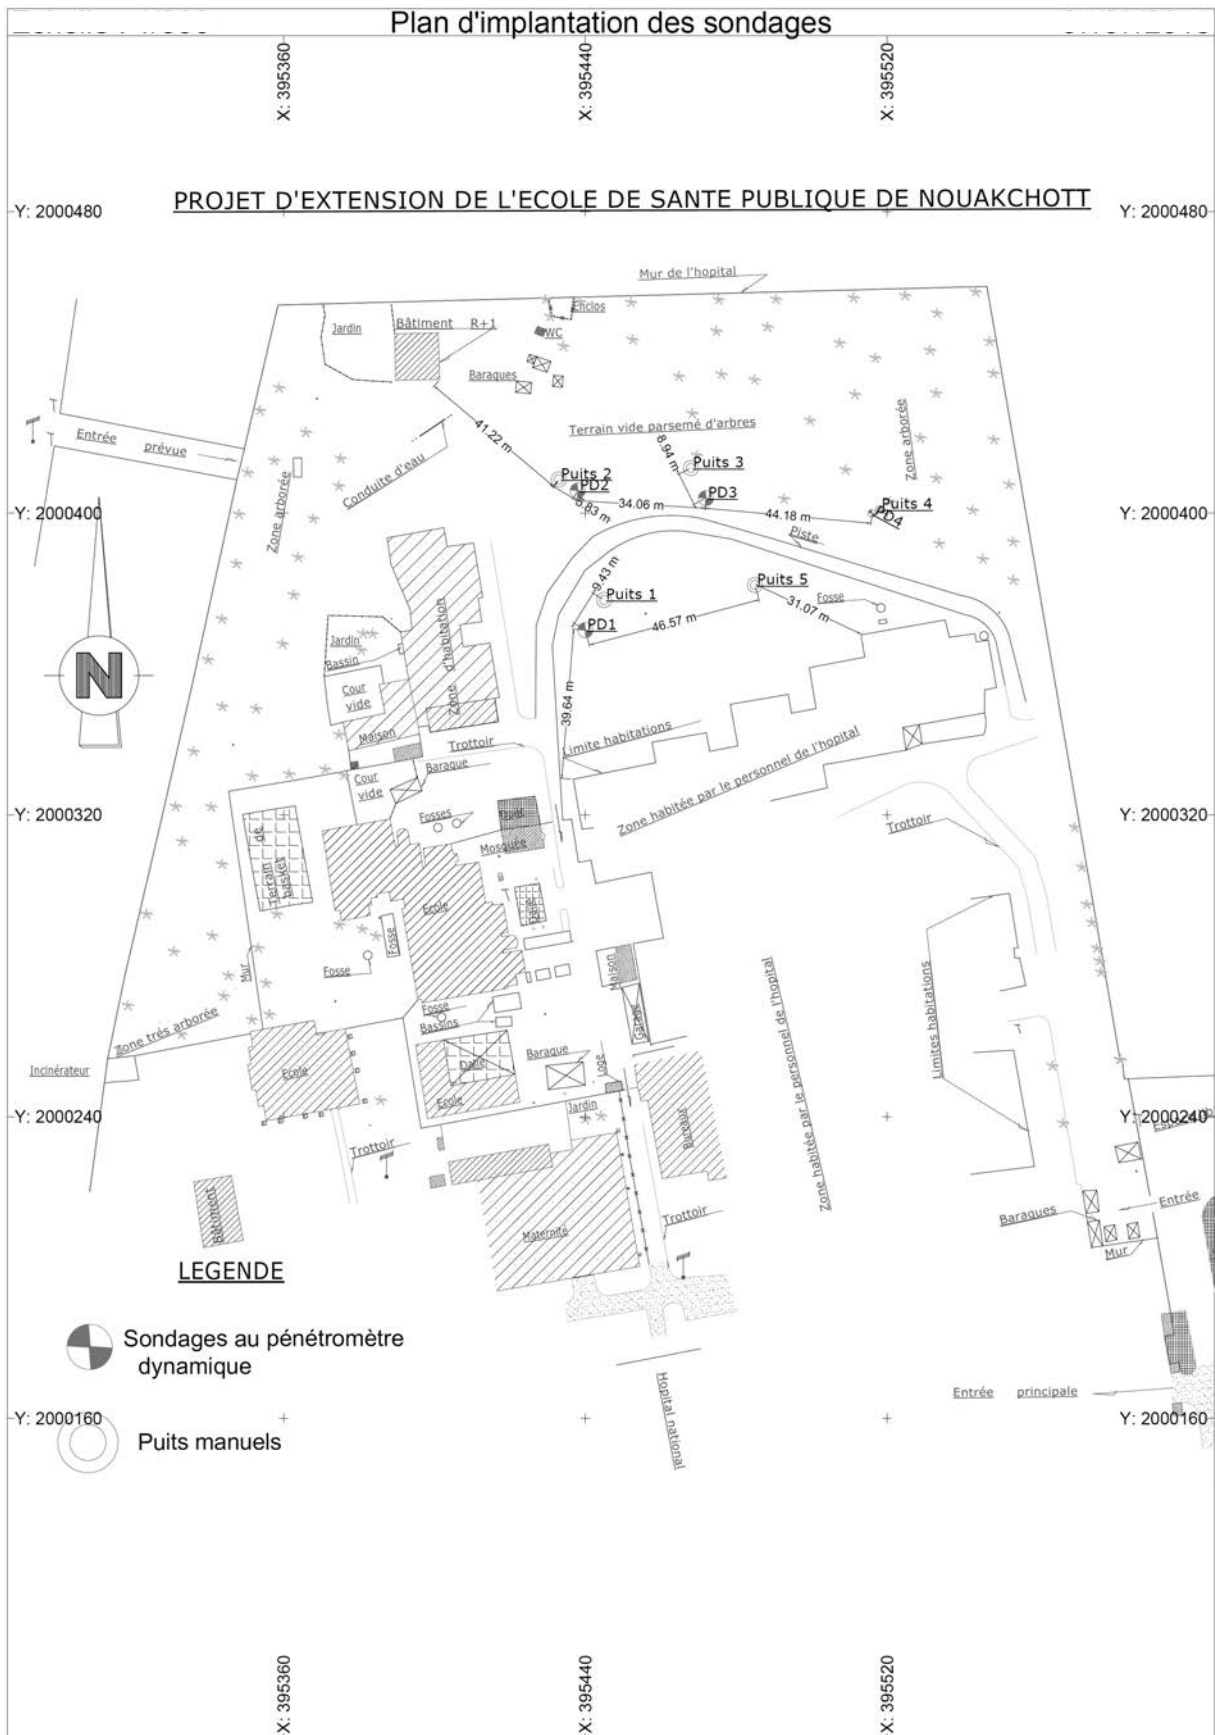 Plan d'implantation des sondages
X: 395360
X: 395440
X: 395520
PROJET D'EXTENSION DE L'ECOLE DE SANTE PUBLIQUE DE NOUAKCHOTT
Y: 2000480
Y: 2000480
Mur de l'hopital
Enclos
Jardin
Bâtiment R+1
WC
Baraques
Terrain vide parsemé d'arbres
Zone arborée
41.22 m
8.94 m
Entrée prévue
Conduite d'eau
Zone arborée
Puits 2
PD2
Puits 3
PD3
Puits 4
PD4
Y: 2000400
Y: 2000400
5.83 m
34.06 m
44.18 m
Piste
9.43 m
Puits 1
Puits 5
31.07 m
Fosse
PD1
46.57 m
Jardin
Bassin
Zone d'habitation
N
Cour
vide
39.64 m
Maison
Trottoir
Limite habitations
Zone habitée par le personnel de l'hopital
Cour
vide
Baraque
Y: 2000320
Y: 2000320
Fosses
Mosquée
Trottoir
Terrain de
basket
Ecole
Dalle
Fosse
Mur
Fosse
Maison
Zone habitée par le personnel de l'hopital
Limites habitations
Fosse
Bassins
Garage
Zone très arborée
Incinérateur
Ecole
Dalle
Baraque
Loge
Ecole
Jardin
Y: 2000240
Y: 2000240
Bureaux
Trottoir
Bâtiment
Maternité
Trottoir
Baraques
Entrée
Mur
LEGENDE
Sondages au pénétromètre
dynamique
Hopital national
Entrée principale
Y: 2000160
Y: 2000160
Puits manuels
X: 395360
X: 395440
X: 395520